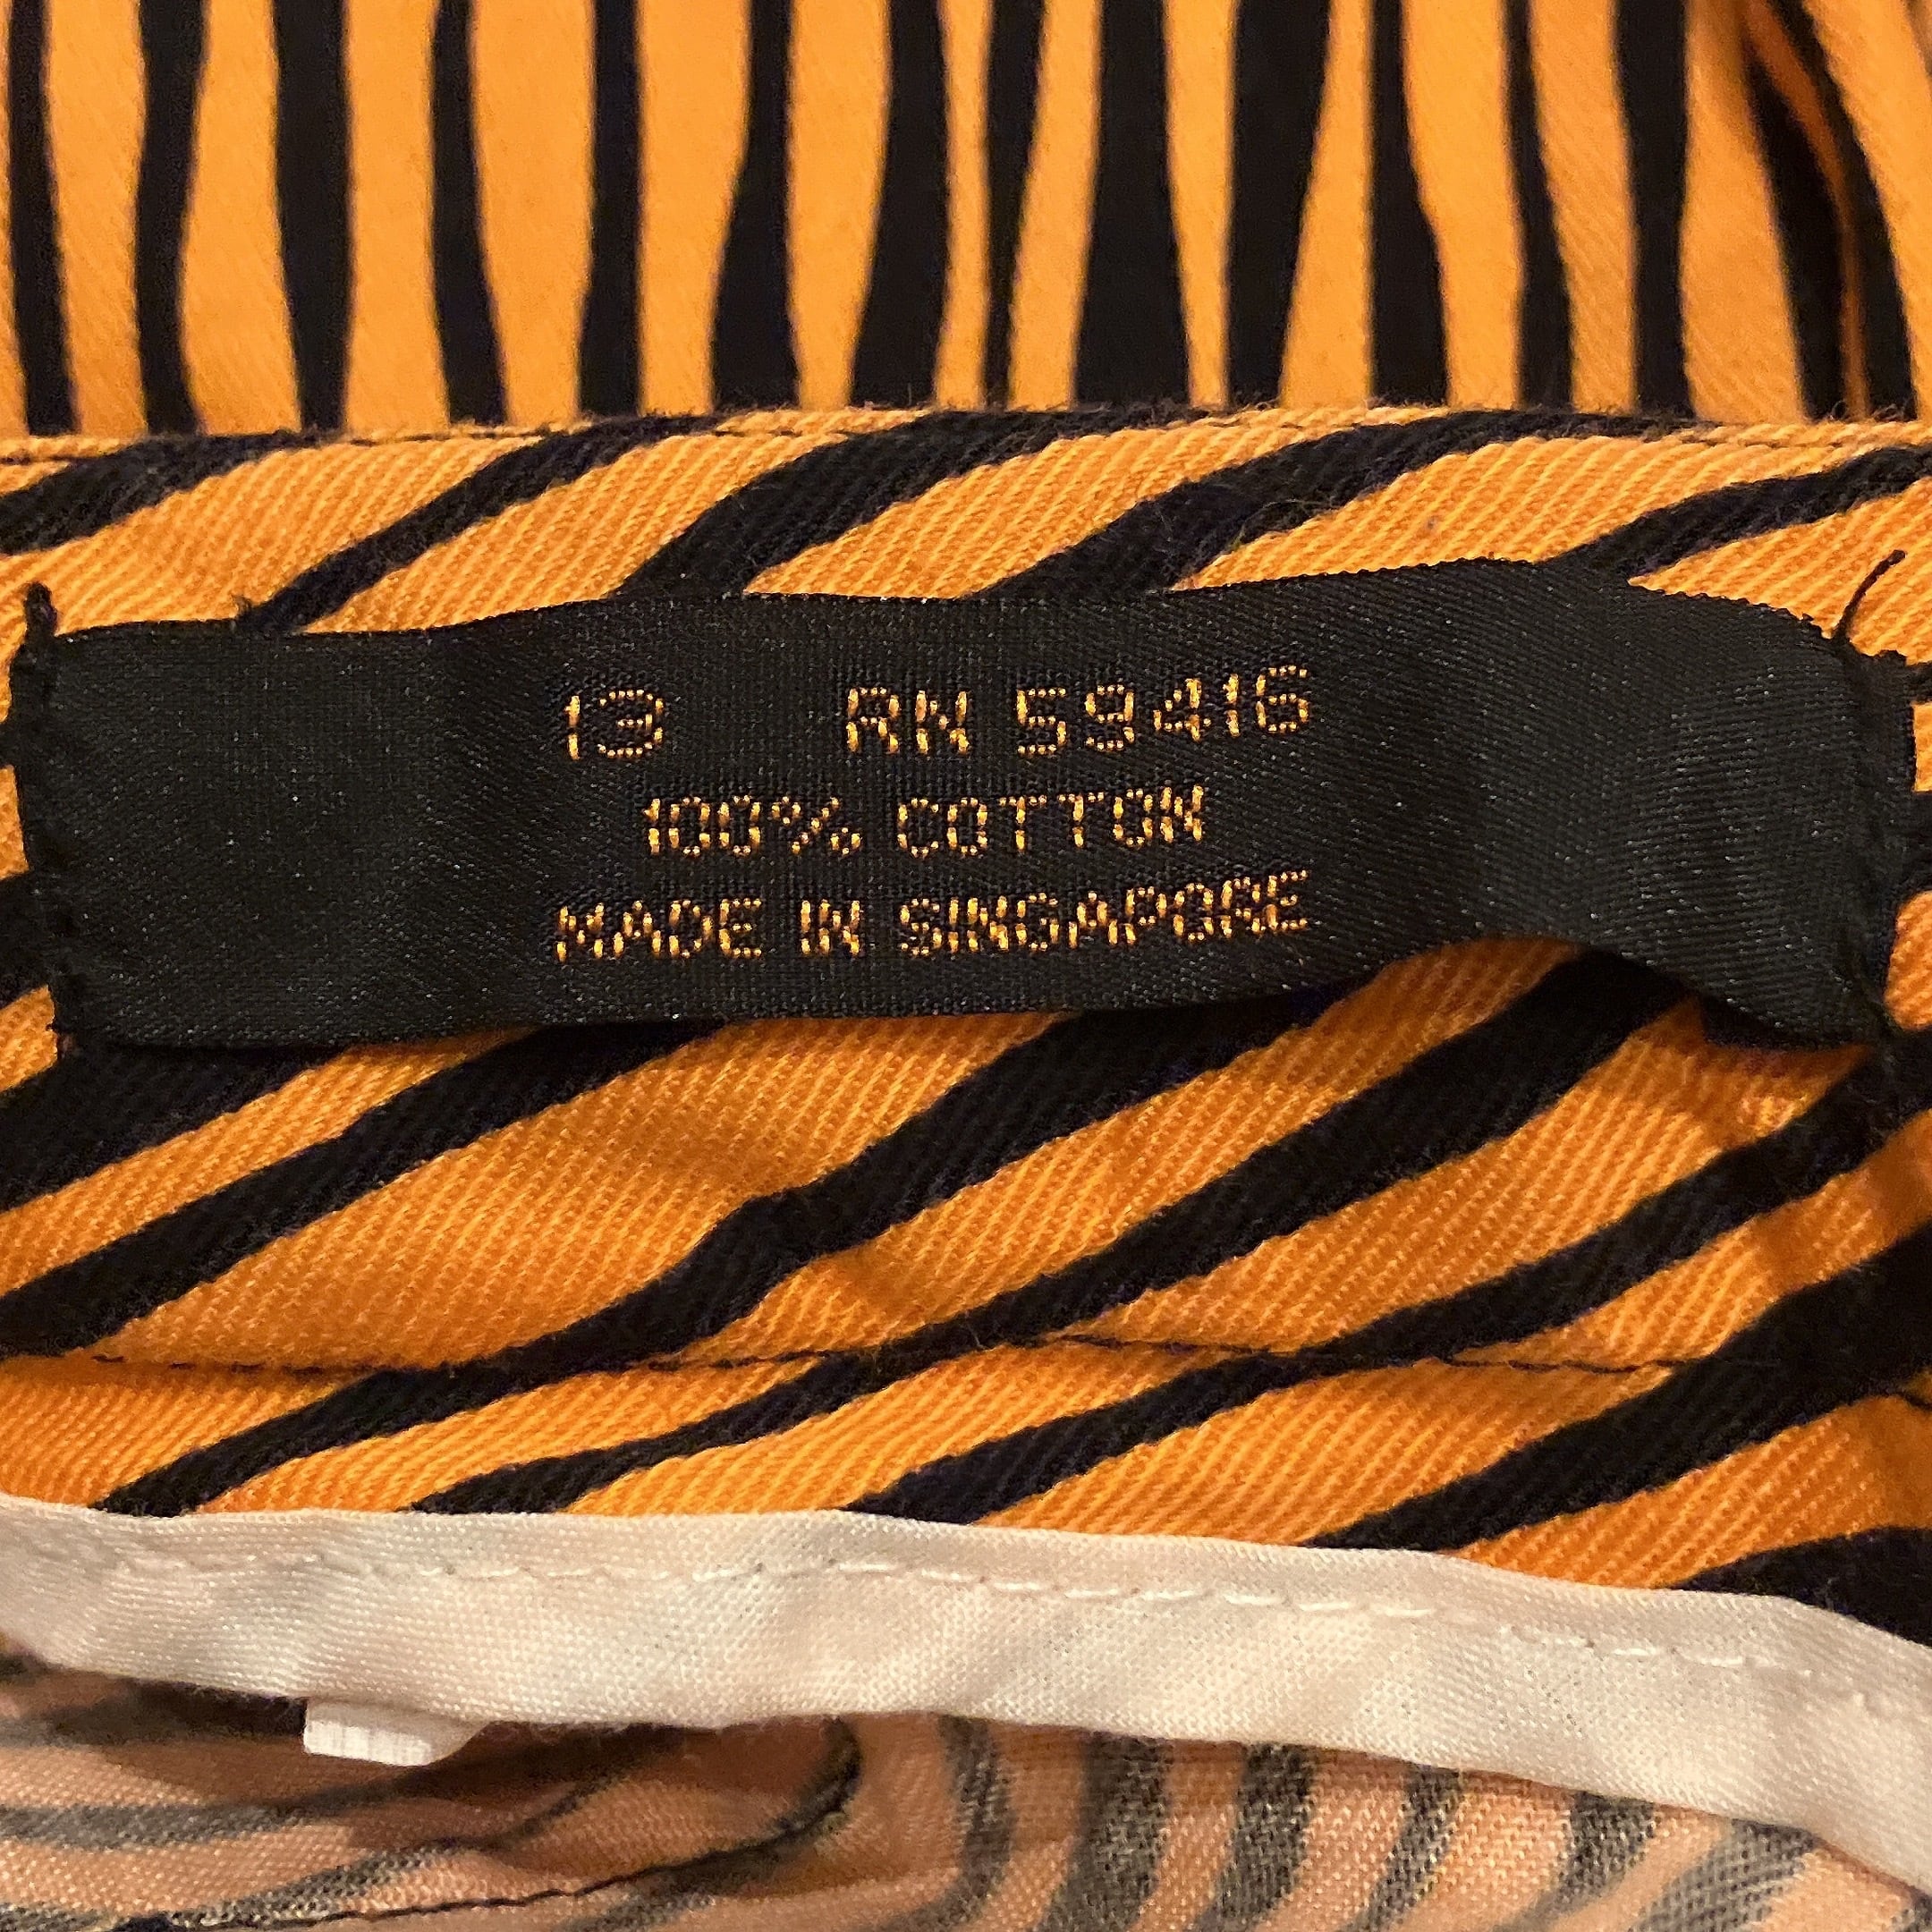 13 RN 59416
100% COTTON
MADE IN SINGAPORE